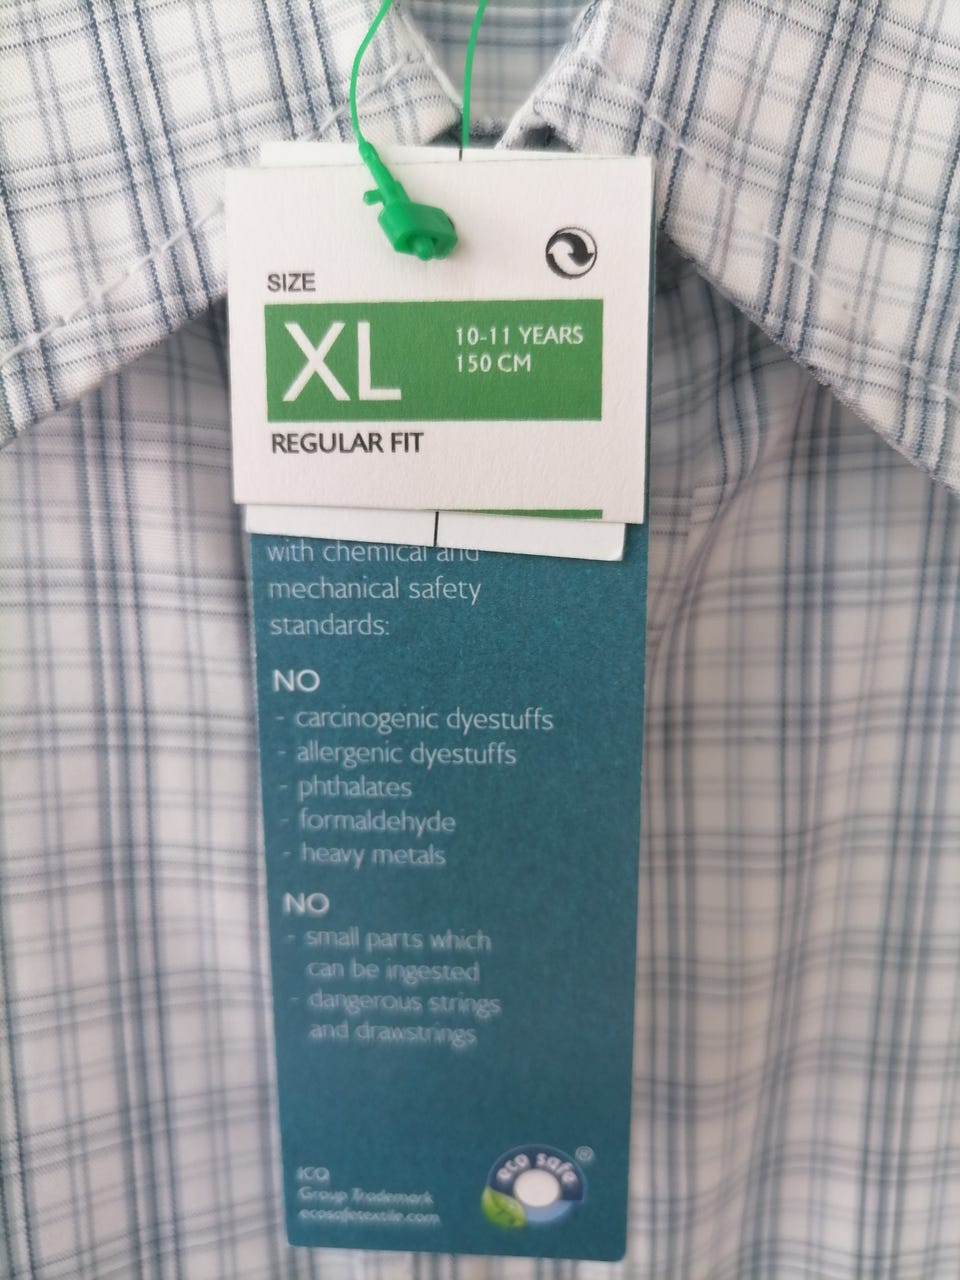 SIZE
XL
10-11 YEARS
150 CM
REGULAR FIT
with chemical and
mechanical safety
standards:
NO
- carcinogenic dyestuffs
- allergenic dyestuffs
- phthalates
- formaldehyde
- heavy metals
NO
- small parts which
can be ingested
- dangerous strings
and drawstrings
ICQ
Group Trademark
ecosafetextile.com
eco safe
®